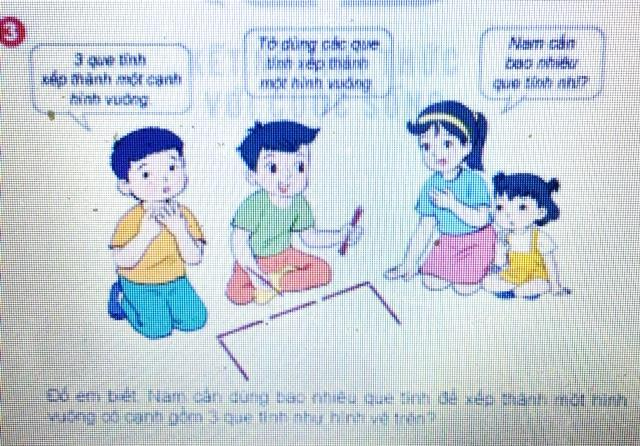 3
3 que tính
xếp thành một cạnh
hình vuông.
Tớ dùng các que
tính xếp thành
một hình vuông.
Nam cần
bao nhiêu
que tính nhỉ?
Đố em biết, Nam cần dùng bao nhiêu que tính để xếp thành một hình
vuông có cạnh gồm 3 que tính như hình vẽ trên?